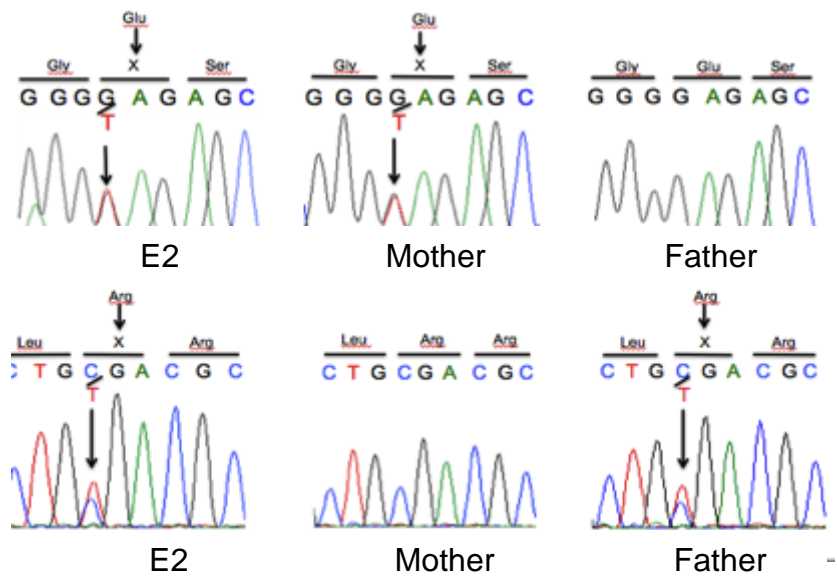 Glu Glu
Gly X Ser Gly X Ser Gly Glu Ser
G G G G A G A G C G G G G A G A G C G G G G A G A G C
T T
E2 Mother Father
Arg Arg
Leu X Arg Leu Arg Arg Leu X Arg
C T G C G A C G C C T G C G A C G C C T G C G A C G C
T T
E2 Mother Father